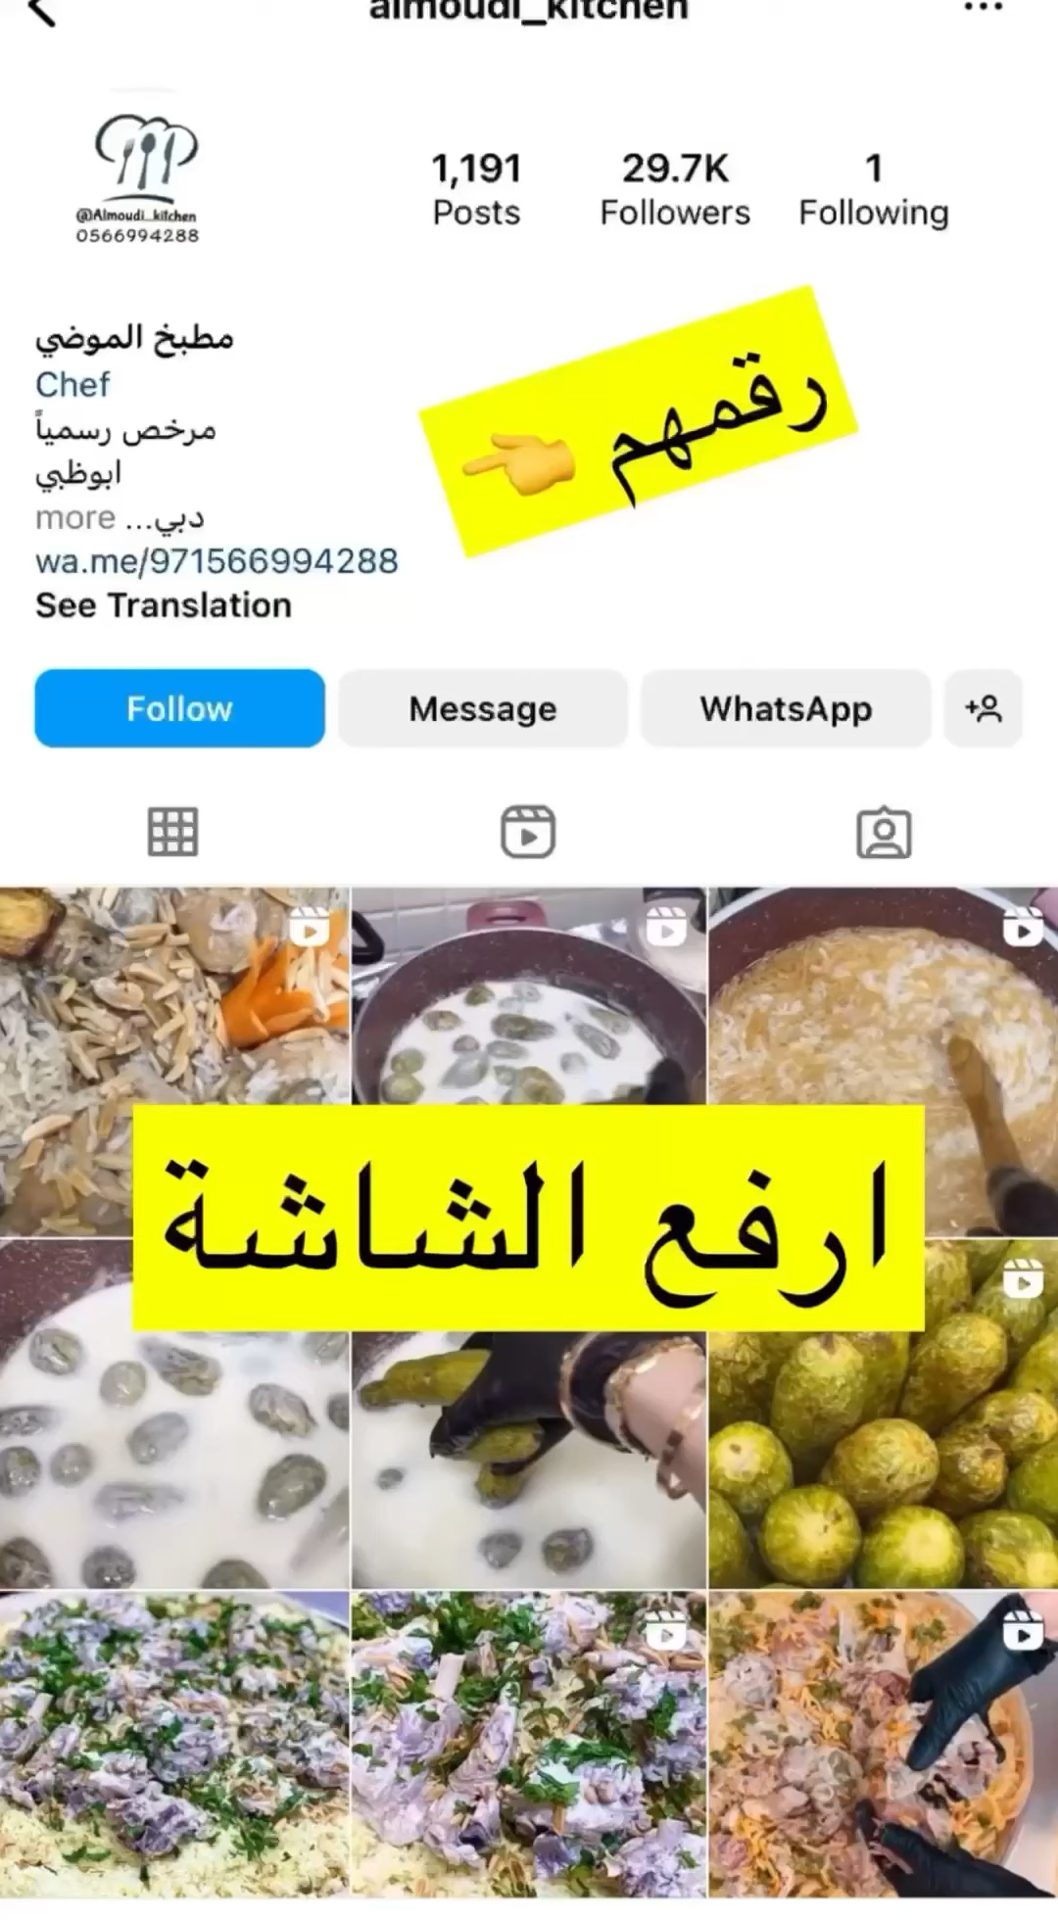 almoudi_kitchen
@Almoudi_kitchen
0566994288
1,191
Posts
29.7K
Followers
1
Following
رقمهم 👈
مطبخ الموضي
Chef
مرخص رسمياً
ابوظبي
دبي... more
wa.me/971566994288
See Translation
Follow
Message
WhatsApp
ارفع الشاشة